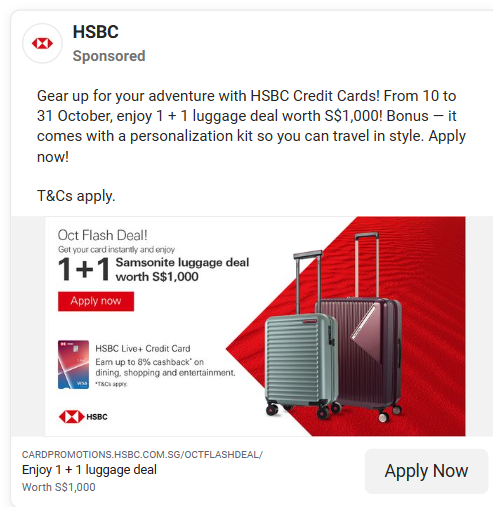 HSBC
Sponsored
Gear up for your adventure with HSBC Credit Cards! From 10 to
31 October, enjoy 1 + 1 luggage deal worth S$1,000! Bonus — it
comes with a personalization kit so you can travel in style. Apply
now!
T&Cs apply.
Oct Flash Deal!
Get your card instantly and enjoy
1+1 Samsonite luggage deal
worth S$1,000
Apply now
HSBC Live+ Credit Card
Earn up to 8% cashback* on
dining, shopping and entertainment.
*T&Cs apply.
VISA
HSBC
CARDPROMOTIONS.HSBC.COM.SG/OCTFLASHDEAL/
Enjoy 1 + 1 luggage deal
Worth S$1,000
Apply Now